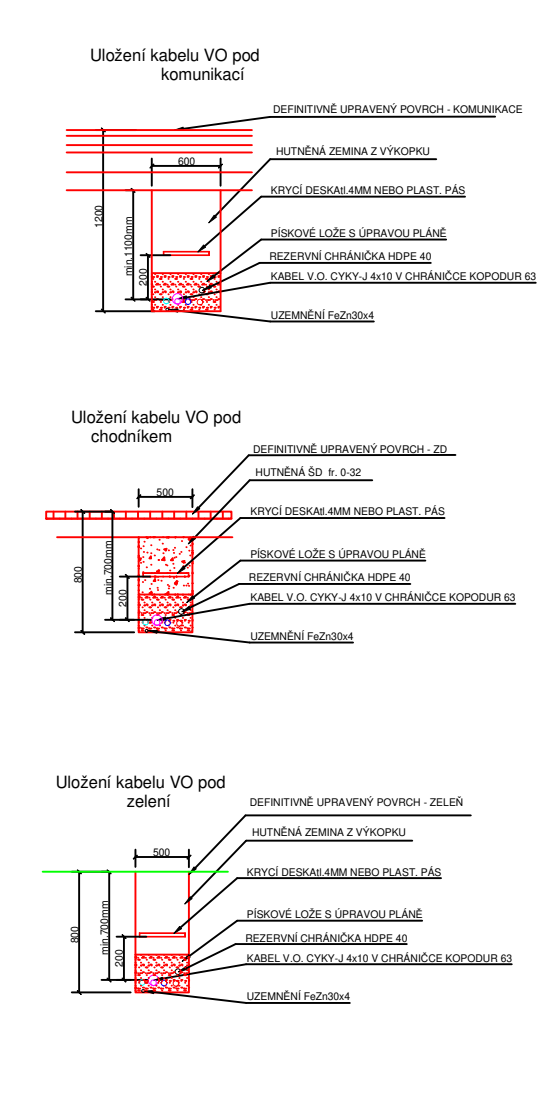 Uložení kabelu VO pod
komunikací
DEFINITIVNĚ UPRAVENÝ POVRCH - KOMUNIKACE
HUTNĚNÁ ZEMINA Z VÝKOPKU
600
KRYCÍ DESKAtl.4MM NEBO PLAST. PÁS
1200
min.1100mm
200
PÍSKOVÉ LOŽE S ÚPRAVOU PLÁNĚ
REZERVNÍ CHRÁNIČKA HDPE 40
KABEL V.O. CYKY-J 4x10 V CHRÁNIČCE KOPODUR 63
UZEMNĚNÍ FeZn30x4
Uložení kabelu VO pod
chodníkem
DEFINITIVNĚ UPRAVENÝ POVRCH - ZD
HUTNĚNÁ ŠD fr. 0-32
500
KRYCÍ DESKAtl.4MM NEBO PLAST. PÁS
800
min.700mm
200
PÍSKOVÉ LOŽE S ÚPRAVOU PLÁNĚ
REZERVNÍ CHRÁNIČKA HDPE 40
KABEL V.O. CYKY-J 4x10 V CHRÁNIČCE KOPODUR 63
UZEMNĚNÍ FeZn30x4
Uložení kabelu VO pod
zelení
DEFINITIVNĚ UPRAVENÝ POVRCH - ZELEŇ
HUTNĚNÁ ZEMINA Z VÝKOPKU
500
KRYCÍ DESKAtl.4MM NEBO PLAST. PÁS
800
min.700mm
200
PÍSKOVÉ LOŽE S ÚPRAVOU PLÁNĚ
REZERVNÍ CHRÁNIČKA HDPE 40
KABEL V.O. CYKY-J 4x10 V CHRÁNIČCE KOPODUR 63
UZEMNĚNÍ FeZn30x4